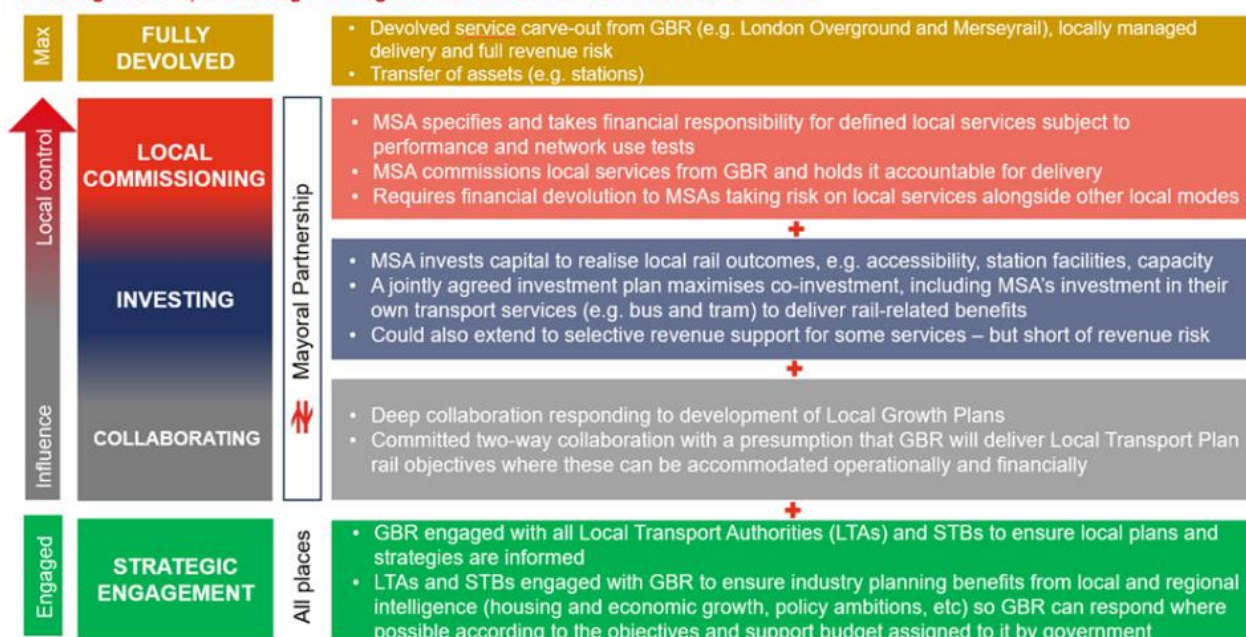 Max
FULLY
DEVOLVED
• Devolved service carve-out from GBR (e.g. London Overground and Merseyrail), locally managed
delivery and full revenue risk
• Transfer of assets (e.g. stations)
Local control
Influence
LOCAL
COMMISSIONING
INVESTING
COLLABORATING
Mayoral Partnership
• MSA specifies and takes financial responsibility for defined local services subject to
performance and network use tests
• MSA commissions local services from GBR and holds it accountable for delivery
• Requires financial devolution to MSAs taking risk on local services alongside other local modes
+
• MSA invests capital to realise local rail outcomes, e.g. accessibility, station facilities, capacity
• A jointly agreed investment plan maximises co-investment, including MSA's investment in their
own transport services (e.g. bus and tram) to deliver rail-related benefits
• Could also extend to selective revenue support for some services – but short of revenue risk
+
• Deep collaboration responding to development of Local Growth Plans
• Committed two-way collaboration with a presumption that GBR will deliver Local Transport Plan
rail objectives where these can be accommodated operationally and financially
+
Engaged
STRATEGIC
ENGAGEMENT
All places
• GBR engaged with all Local Transport Authorities (LTAs) and STBs to ensure local plans and
strategies are informed
• LTAs and STBs engaged with GBR to ensure industry planning benefits from local and regional
intelligence (housing and economic growth, policy ambitions, etc) so GBR can respond where
possible according to the objectives and support budget assigned to it by government